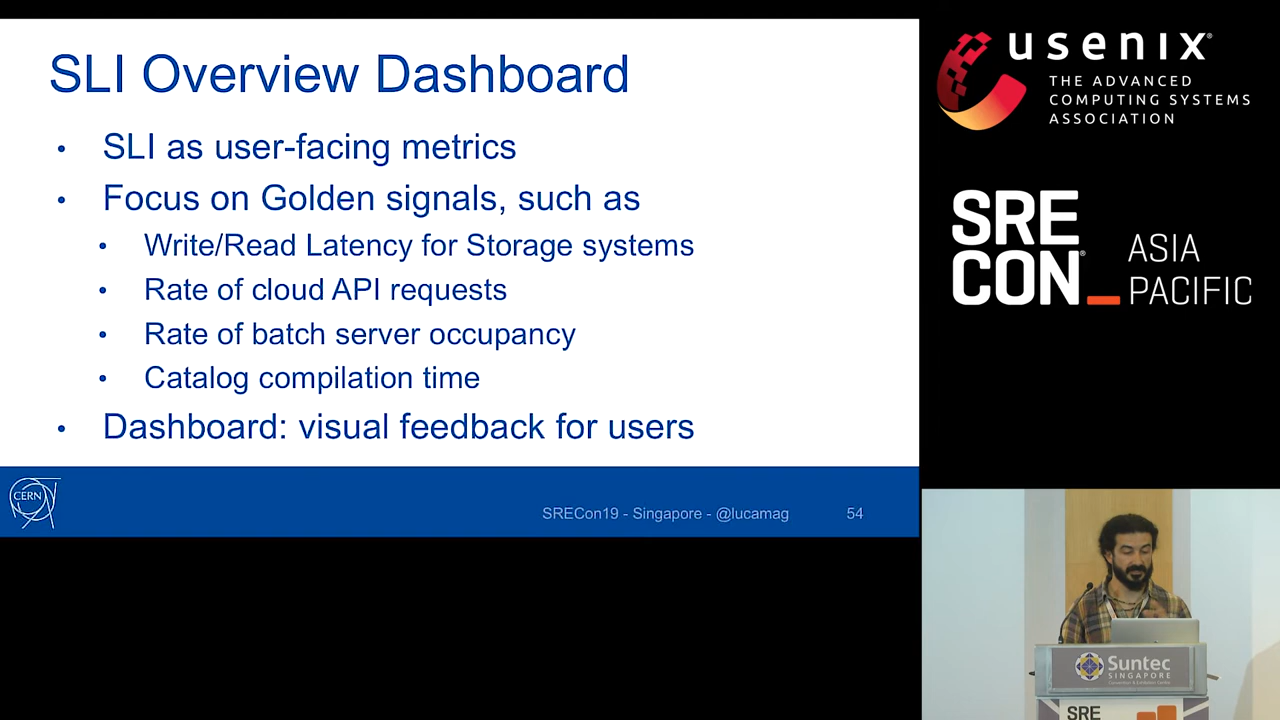 SLI Overview Dashboard
• SLI as user-facing metrics
• Focus on Golden signals, such as
• Write/Read Latency for Storage systems
• Rate of cloud API requests
• Rate of batch server occupancy
• Catalog compilation time
• Dashboard: visual feedback for users
CERN
SRECon19 - Singapore - @lucamag
54
usenix®
THE ADVANCED
COMPUTING SYSTEMS
ASSOCIATION
SRE
CON®
ASIA
PACIFIC
Suntec
SINGAPORE
SRE